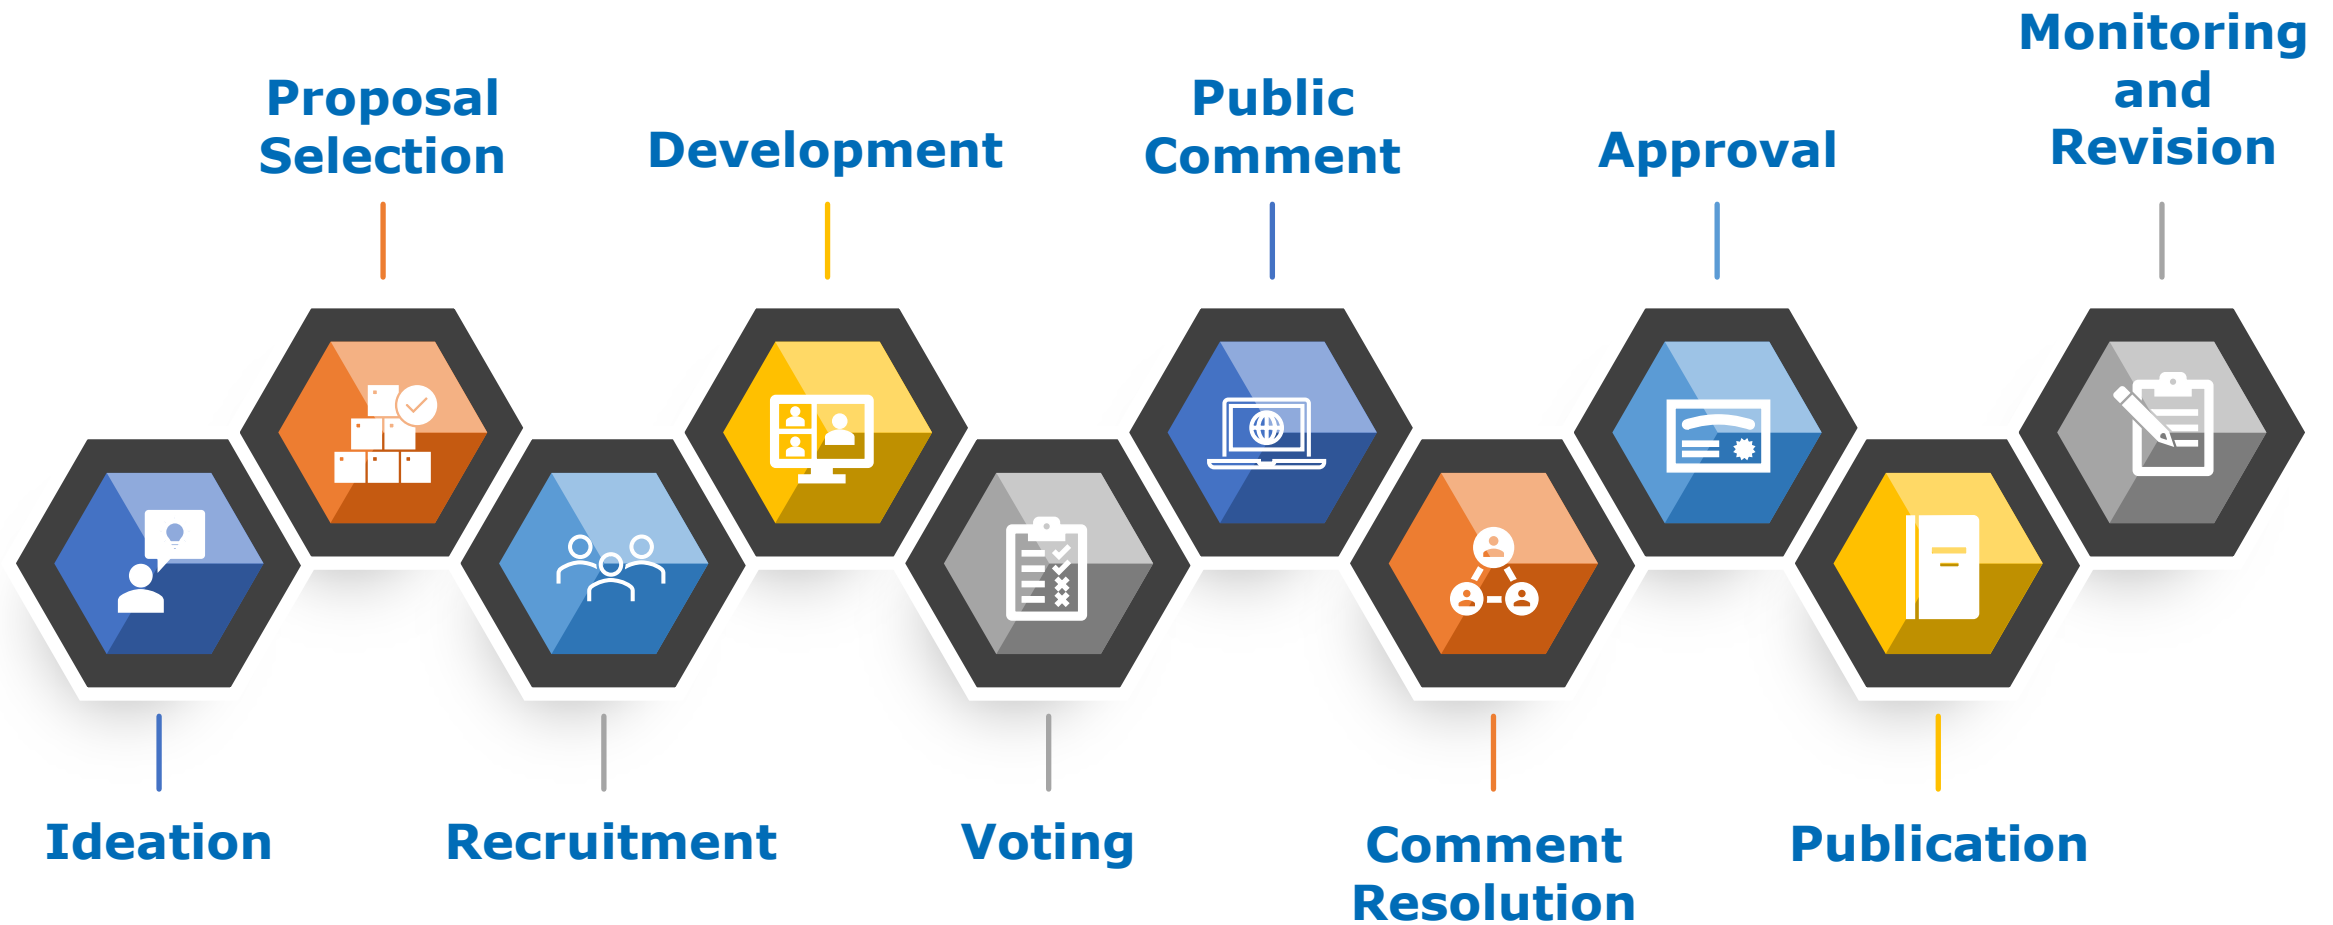 Ideation
Proposal
Selection
Recruitment
Development
Voting
Public
Comment
Comment
Resolution
Approval
Publication
Monitoring
and
Revision